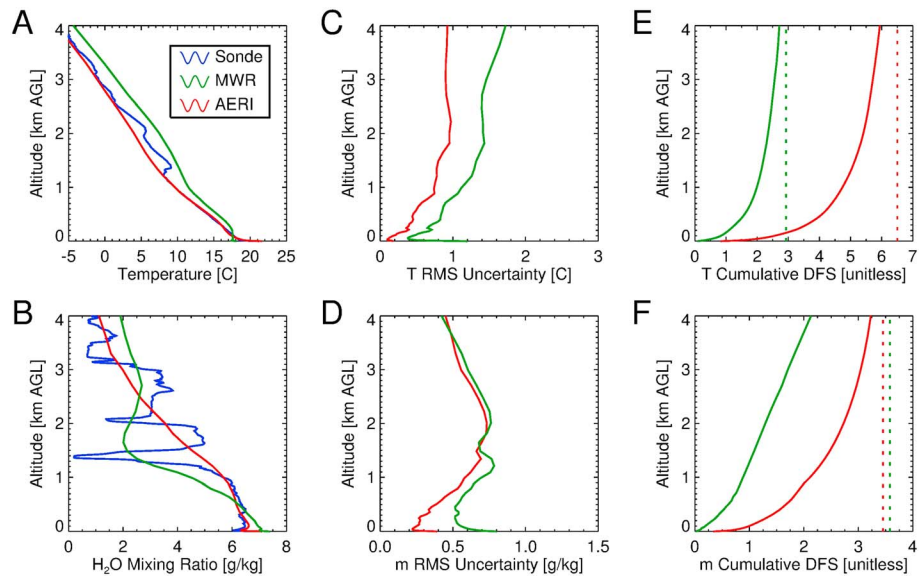 A
C
E
4
3
2
1
0
Altitude [km AGL]
Sonde
MWR
AERI
-5 0 5 10 15 20 25
Temperature [C]
4
3
2
1
0
Altitude [km AGL]
0 1 2 3
T RMS Uncertainty [C]
4
3
2
1
0
Altitude [km AGL]
0 1 2 3 4 5 6 7
T Cumulative DFS [unitless]
B
D
F
4
3
2
1
0
Altitude [km AGL]
0 2 4 6 8
H2O Mixing Ratio [g/kg]
4
3
2
1
0
Altitude [km AGL]
0.0 0.5 1.0 1.5
m RMS Uncertainty [g/kg]
4
3
2
1
0
Altitude [km AGL]
0 1 2 3 4
m Cumulative DFS [unitless]